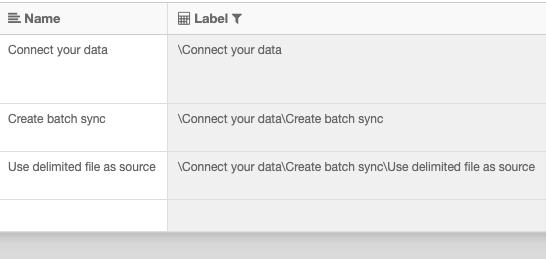 Name Label
Connect your data \Connect your data
Create batch sync \Connect your data\Create batch sync
Use delimited file as source \Connect your data\Create batch sync\Use delimited file as source